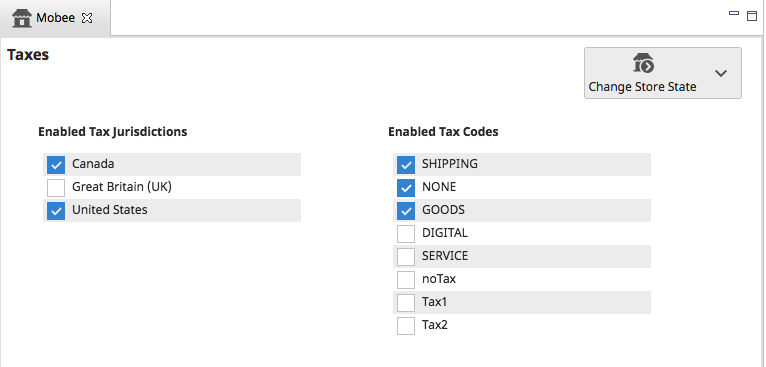 Mobee
Taxes
Change Store State
Enabled Tax Jurisdictions
Canada
Great Britain (UK)
United States
Enabled Tax Codes
SHIPPING
NONE
GOODS
DIGITAL
SERVICE
noTax
Tax1
Tax2